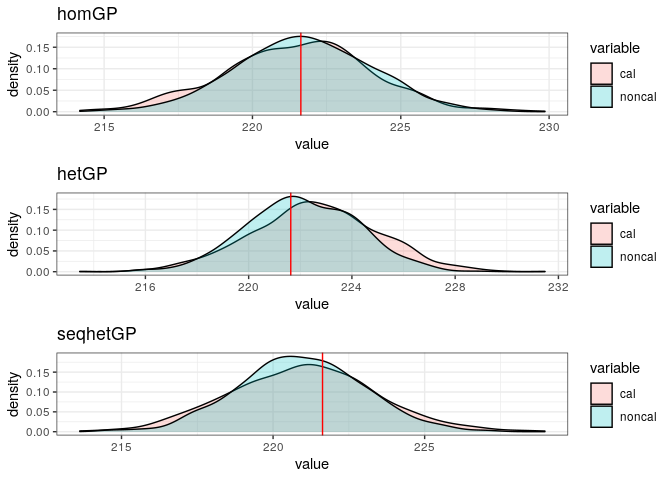 homGP
density
0.15
0.10
0.05
0.00
215 220 225 230
value
variable
cal
noncal
hetGP
density
0.15
0.10
0.05
0.00
216 220 224 228 232
value
variable
cal
noncal
seqhetGP
density
0.15
0.10
0.05
0.00
215 220 225
value
variable
cal
noncal